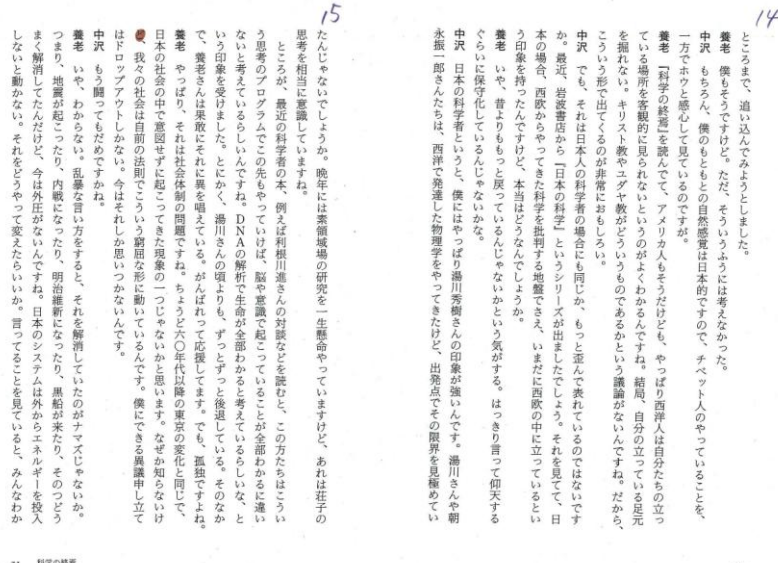 14
ところまで、追い込んでみようとしました。
養老　僕もそうですけど。ただ、そういうふうには考えなかった。
中沢　もちろん、僕のもともとの自然感覚は日本的ですので、チベット人のやっていることを、
一方でホウと感心して見ているのですが。
養老　『科学の終焉』を読んでて、アメリカ人もそうだけども、やっぱり西洋人は自分たちの立っ
ている場所を客観的に見られないというのがよくわかるんですね。結局、自分の立っている足元
を掘れない。キリスト教やユダヤ教がどういうものであるかという議論がないんですね。だから、
こういう形で出てくるのが非常におもしろい。
中沢　でも、それは日本人の科学者の場合にも同じか、もっと歪んで表れているのではないです
か。最近、岩波書店から『日本の科学』というシリーズが出ましたでしょう。それを見てて、日
本の場合、西欧からやってきた科学を批判する地盤でさえ、いまだに西欧の中に立っているとい
う印象を持ったんですけど、本当はどうなんでしょうか。
養老　いや、昔よりももっと戻っているんじゃないかという気がする。はっきり言って仰天する
ぐらいに保守化しているんじゃないかな。
中沢　日本の科学者というと、僕にはやっぱり湯川秀樹さんの印象が強いんです。湯川さんや朝
永振一郎さんたちは、西洋で発達した物理学をやってきたけど、出発点でその限界を見極めてい
15
たんじゃないでしょうか。晩年には素領域場の研究を一生懸命やっていますけど、あれは荘子の
思考を相当に意識していますね。
ところが、最近の科学者の本、例えば利根川進さんの対談などを読むと、この方たちはこうい
う思考のプログラムでこの先もやっていけば、脳や意識で起こっていることが全部わかるに違い
ないと考えているらしいんですね。DNAの解析で生命が全部わかると考えているらしいな、と
いう印象を受けました。とにかく、湯川さんの頃よりも、ずっとずっと後退している。そのなか
で、養老さんは果敢にそれに異を唱えている。がんばれって応援してます。でも、孤独ですよね。
養老　やっぱり、それは社会体制の問題ですね。ちょうど六〇年代以降の東京の変化と同じで、
日本の社会の中で意図せずに起こってきた現象の一つじゃないかと思います。なぜか知らないけ
ど、我々の社会は自前の法則でこういう窮屈な形に動いているんです。僕にできる異議申し立て
はドロップアウトしかない。今はそれしか思いつかないんです。
中沢　もう闘ってもだめですかね。
養老　いや、わからない。乱暴な言い方をすると、それを解消していたのがナマズじゃないか。
つまり、地震が起こったり、内戦になったり、明治維新になったり、黒船が来たり、そのつどう
まく解消してたんだけど、今は外圧がないんですね。日本のシステムは外からエネルギーを投入
しないと動かない。それをどうやって変えたらいいか。言ってることを見ていると、みんなわか
科学の終焉